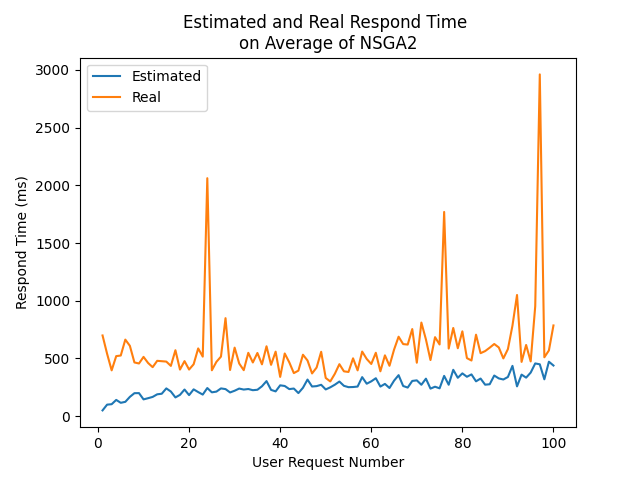 Estimated and Real Respond Time
on Average of NSGA2
Estimated
Real
Respond Time (ms)
3000
2500
2000
1500
1000
500
0
0 20 40 60 80 100
User Request Number